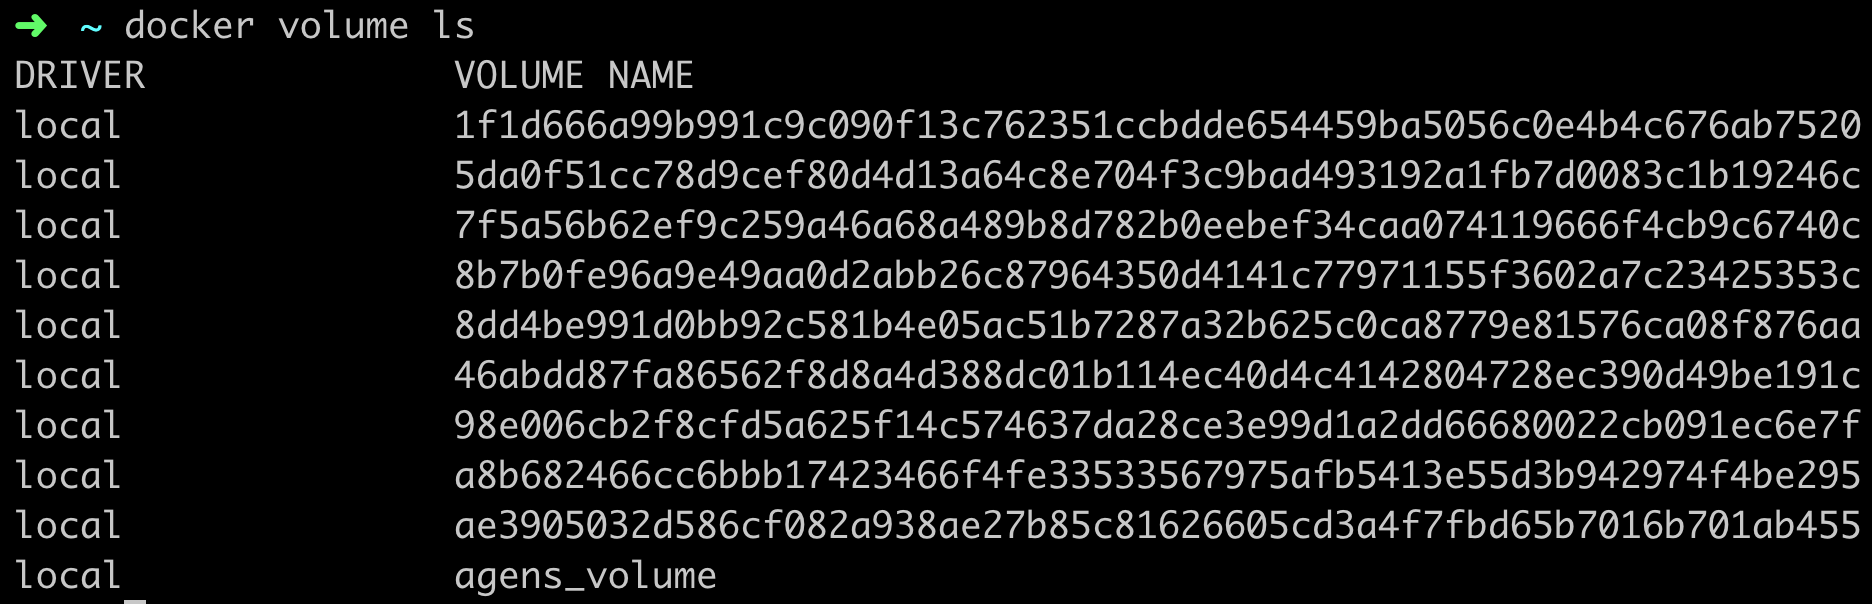 ➜ ~ docker volume ls
DRIVER VOLUME NAME
local 1f1d666a99b991c9c090f13c762351ccbdde654459ba5056c0e4b4c676ab7520
local 5da0f51cc78d9cef80d4d13a64c8e704f3c9bad493192a1fb7d0083c1b19246c
local 7f5a56b62ef9c259a46a68a489b8d782b0eebef34caa074119666f4cb9c6740c
local 8b7b0fe96a9e49aa0d2abb26c87964350d4141c77971155f3602a7c23425353c
local 8dd4be991d0bb92c581b4e05ac51b7287a32b625c0ca8779e81576ca08f876aa
local 46abdd87fa86562f8d8a4d388dc01b114ec40d4c4142804728ec390d49be191c
local 98e006cb2f8cfd5a625f14c574637da28ce3e99d1a2dd66680022cb091ec6e7f
local a8b682466cc6bbb17423466f4fe33533567975afb5413e55d3b942974f4be295
local ae3905032d586cf082a938ae27b85c81626605cd3a4f7fbd65b7016b701ab455
local agens_volume